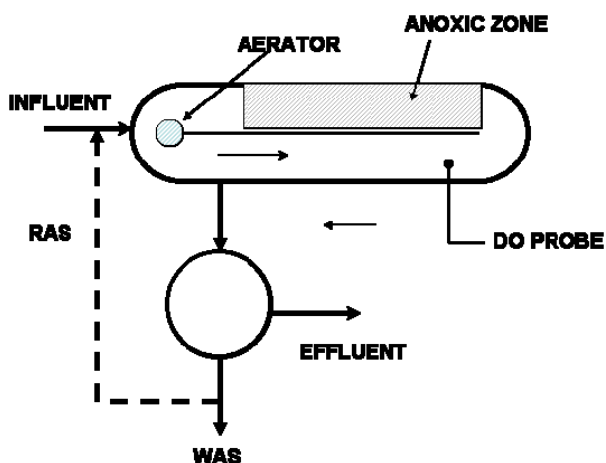 ANOXIC ZONE
AERATOR
INFLUENT
RAS
DO PROBE
EFFLUENT
WAS